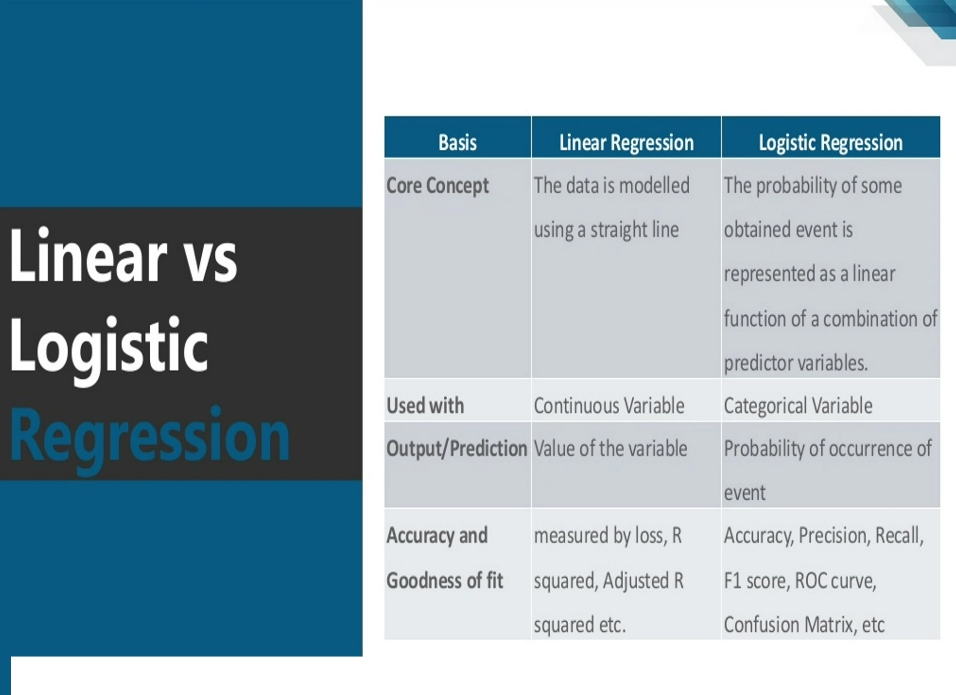 Linear vs
Logistic
Regression
Basis Linear Regression Logistic Regression
Core Concept
The data is modelled
using a straight line
The probability of some
obtained event is
represented as a linear
function of a combination of
predictor variables.
Used with Continuous Variable Categorical Variable
Output/Prediction Value of the variable
Probability of occurrence of
event
Accuracy and
Goodness of fit
measured by loss, R
squared, Adjusted R
squared etc.
Accuracy, Precision, Recall,
F1 score, ROC curve,
Confusion Matrix, etc